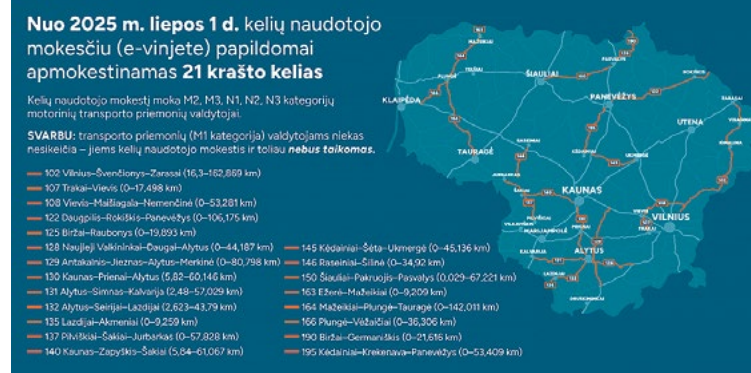 Nuo 2025 m. liepos 1 d. kelių naudotojo
mokesčiu (e-vinjete) papildomai
apmokestinamas 21 krašto kelias
Kelių naudotojo mokestį moka M2, M3, N1, N2, N3 kategorijų
motorinių transporto priemonių valdytojai.
SVARBU: transporto priemonių (M1 kategorija) valdytojams niekas
nesikeičia – jiems kelių naudotojo mokestis ir toliau nebus taikomas.
102 Vilnius–Švenčionys–Zarasai (16,3–162,869 km)
107 Trakai–Vievis (0–17,498 km)
108 Vievis–Maišiagala–Nemenčinė (0–53,281 km)
122 Daugpilis–Rokiškis–Panevėžys (0–106,175 km)
125 Biržai–Raubonys (0–19,893 km)
128 Naujieji Valkininkai–Daugai–Alytus (0–44,187 km)
129 Antakalnis–Jieznas–Alytus–Merkinė (0–80,798 km)
130 Kaunas–Prienai–Alytus (5,82–60,146 km)
131 Alytus–Simnas–Kalvarija (2,48–57,029 km)
132 Alytus–Seirijai–Lazdijai (2,623–43,79 km)
135 Lazdijai–Akmeniai (0–9,259 km)
137 Pilviškiai–Šakiai–Jurbarkas (0–57,828 km)
140 Kaunas–Zapyškis–Šakiai (5,84–61,067 km)
145 Kėdainiai–Šėta–Ukmergė (0–45,136 km)
146 Raseiniai–Šilinė (0–34,92 km)
150 Šiauliai–Pakruojis–Pasvalys (0,029–67,221 km)
163 Ežerė–Mažeikiai (0–9,209 km)
164 Mažeikiai–Plungė–Tauragė (0–142,011 km)
166 Plungė–Vėžaičiai (0–36,306 km)
190 Biržai–Germaniškis (0–21,616 km)
195 Kėdainiai–Krekenava–Panevėžys (0–53,409 km)
MAŽEIKIAI
ŠIAULIAI
PLUNGĖ
KLAIPĖDA
PANEVĖŽYS
UTENA
TAURAGĖ
KAUNAS
VILNIUS
MARIJAMPOLĖ
ALYTUS